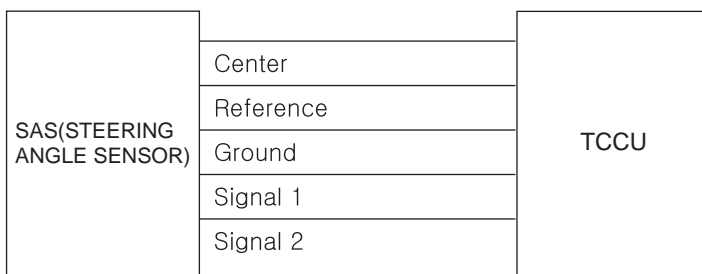 SAS(STEERING
ANGLE SENSOR)
Center
Reference
Ground
Signal 1
Signal 2
TCCU